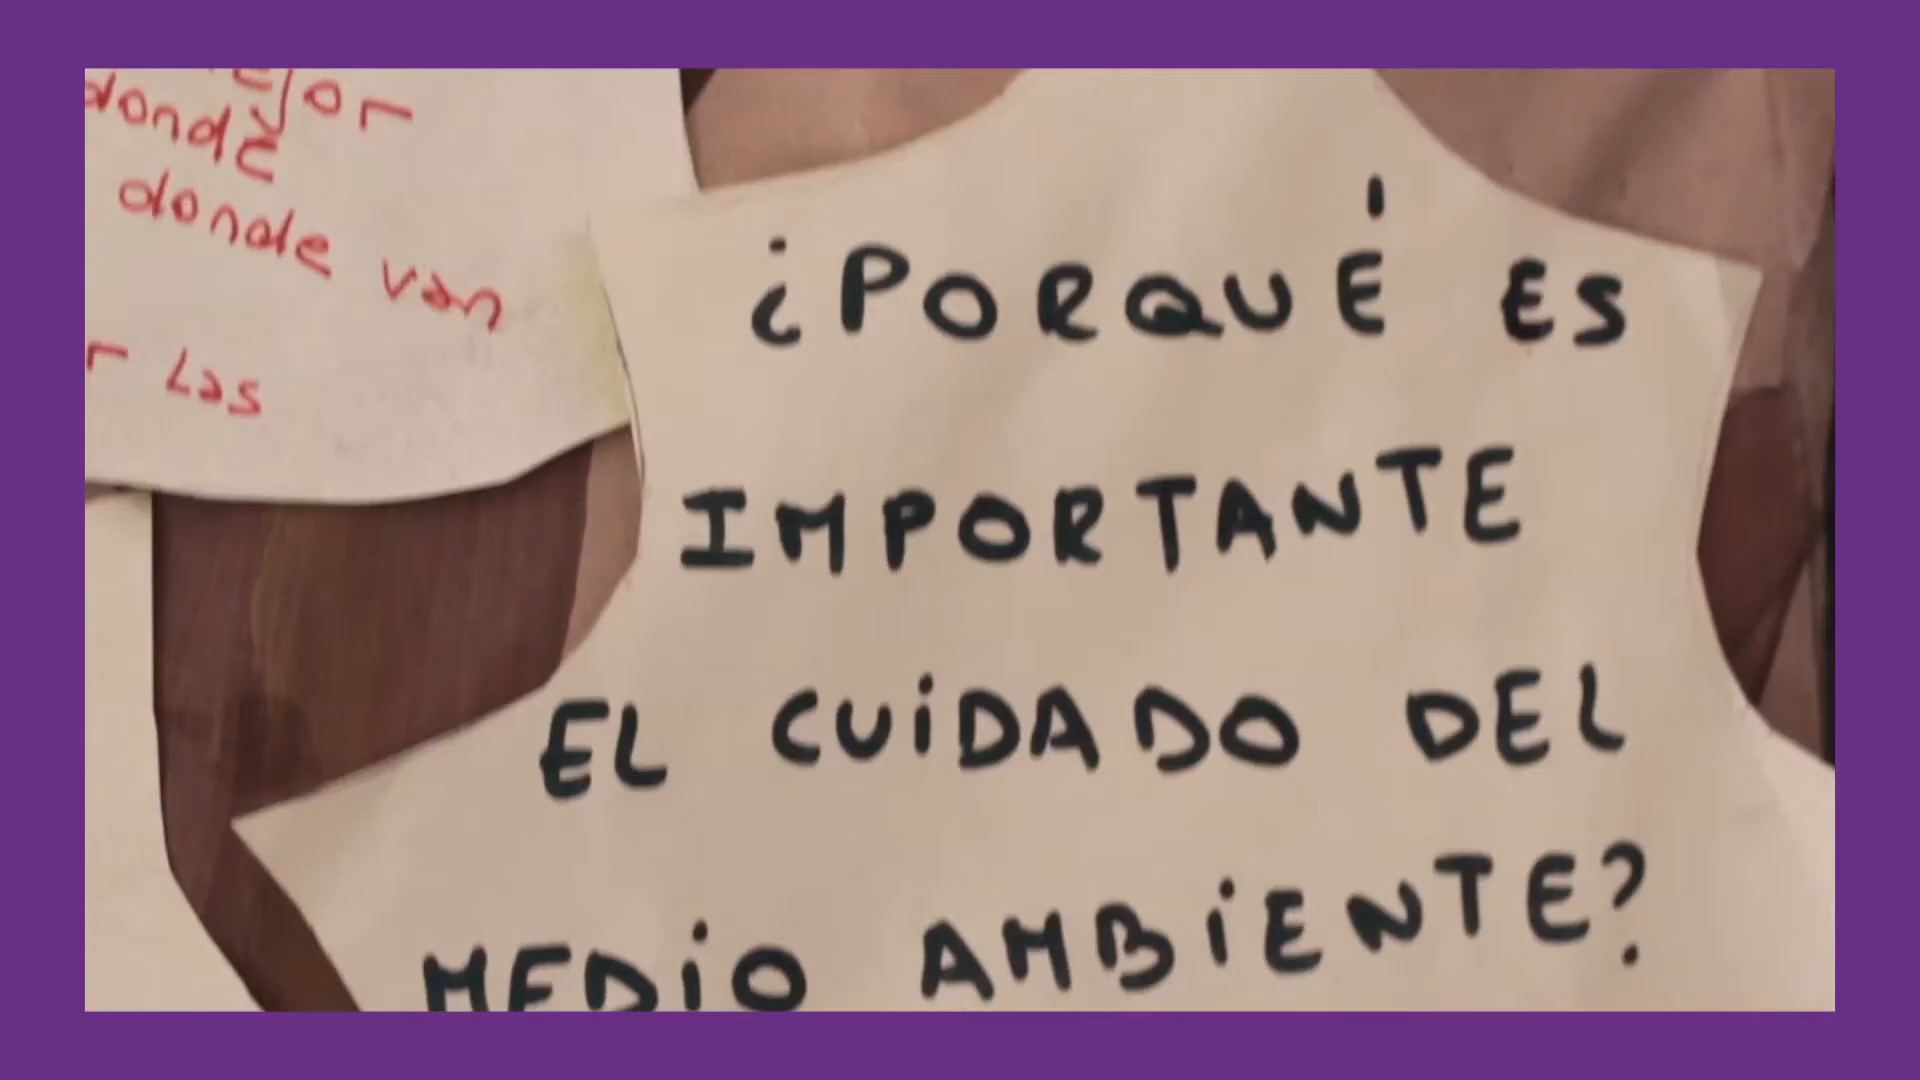 donde
donde van
Las
¿PORQUÉ ES
IMPORTANTE
EL CUiDADO DEL
MEDiO AMBiENTE?